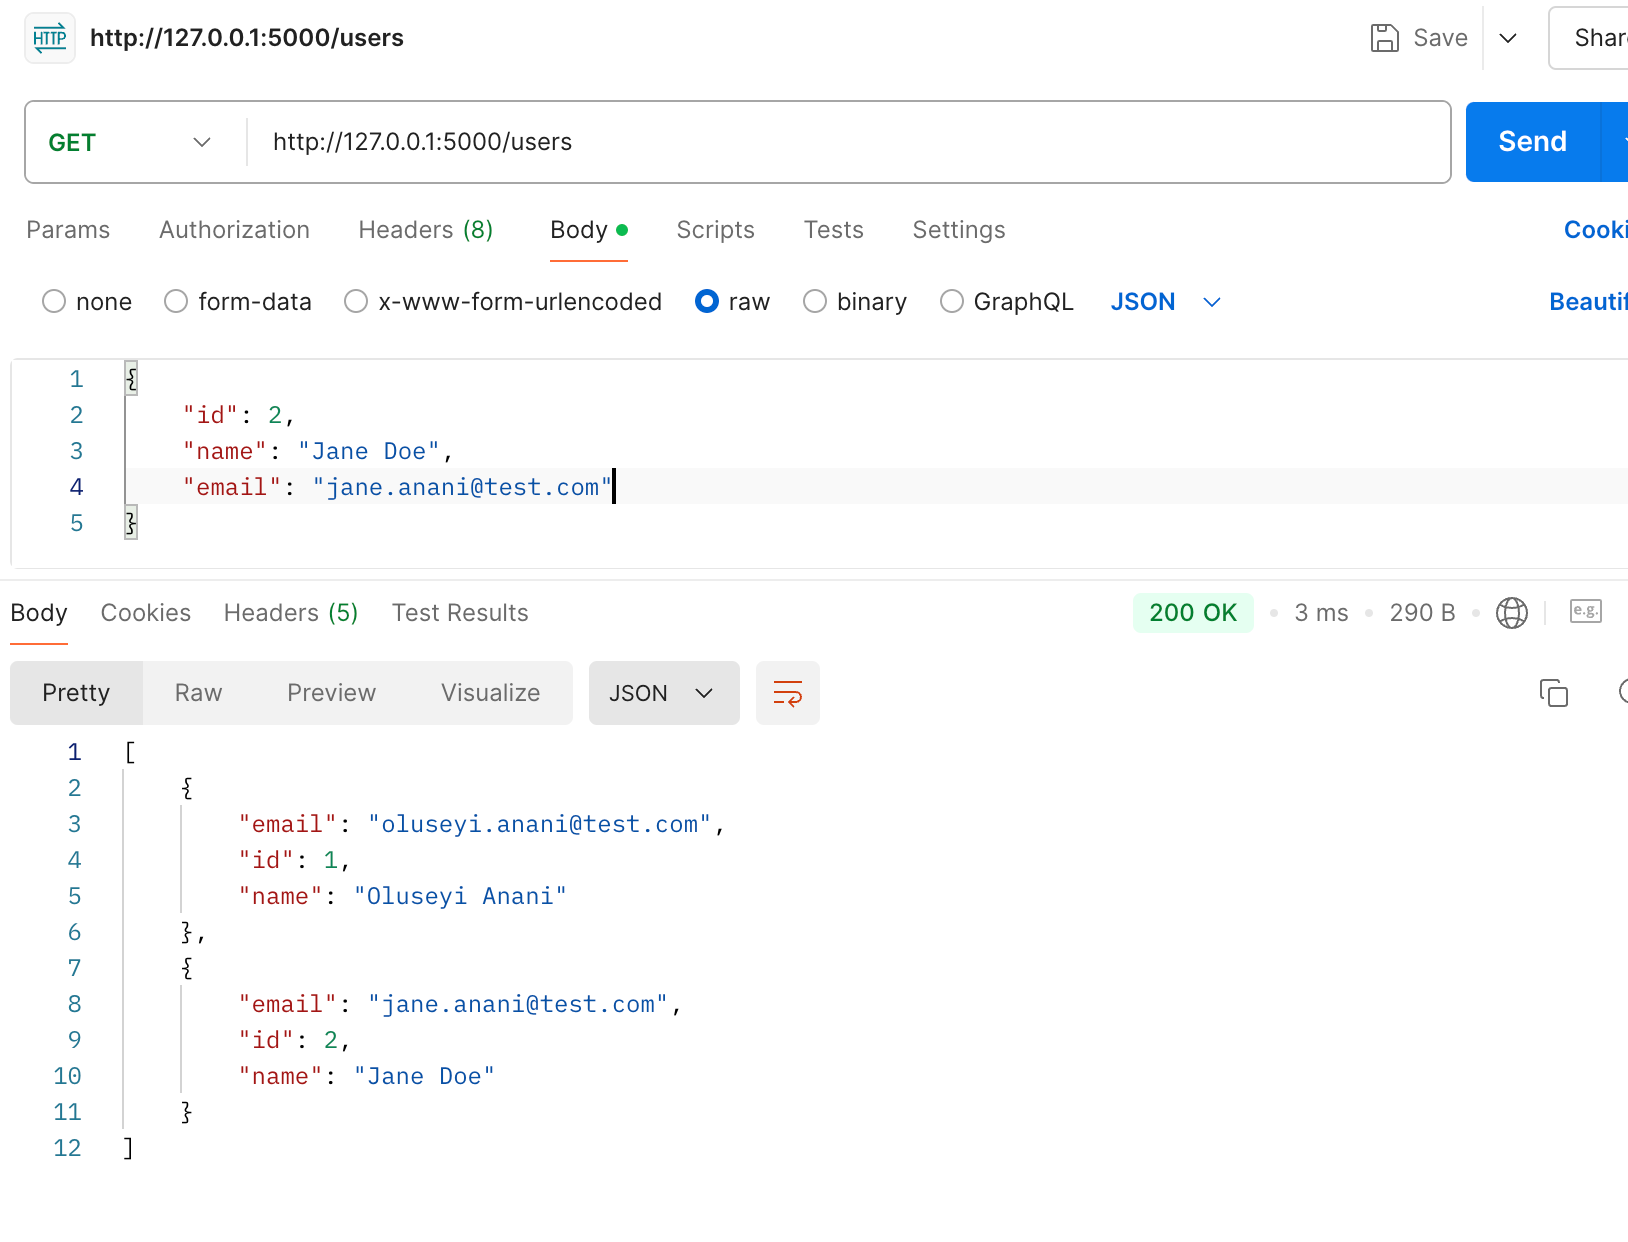 HTTP http://127.0.0.1:5000/users Save Share
GET http://127.0.0.1:5000/users Send
Params Authorization Headers (8) Body Scripts Tests Settings Cooki
none form-data x-www-form-urlencoded raw binary GraphQL JSON Beautif
1 {
2 "id": 2,
3 "name": "Jane Doe",
4 "email": "jane.anani@test.com"
5 }
Body Cookies Headers (5) Test Results 200 OK • 3 ms • 290 B • e.g.
Pretty Raw Preview Visualize JSON
1 [
2 {
3 "email": "oluseyi.anani@test.com",
4 "id": 1,
5 "name": "Oluseyi Anani"
6 },
7 {
8 "email": "jane.anani@test.com",
9 "id": 2,
10 "name": "Jane Doe"
11 }
12 ]